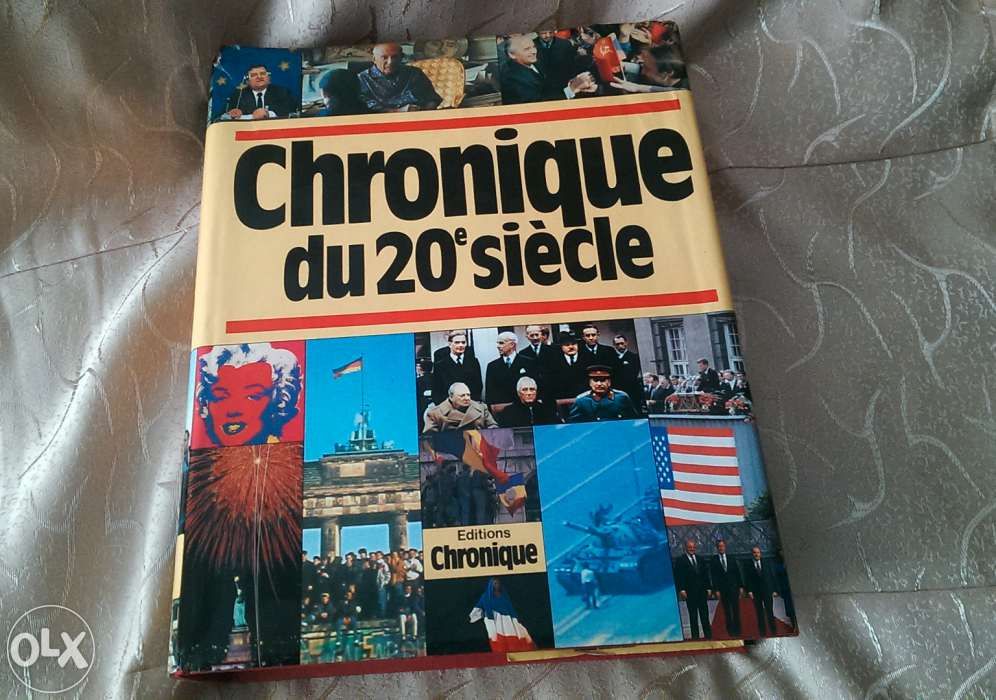 Chronique
du 20e siècle
Editions
Chronique
OLX